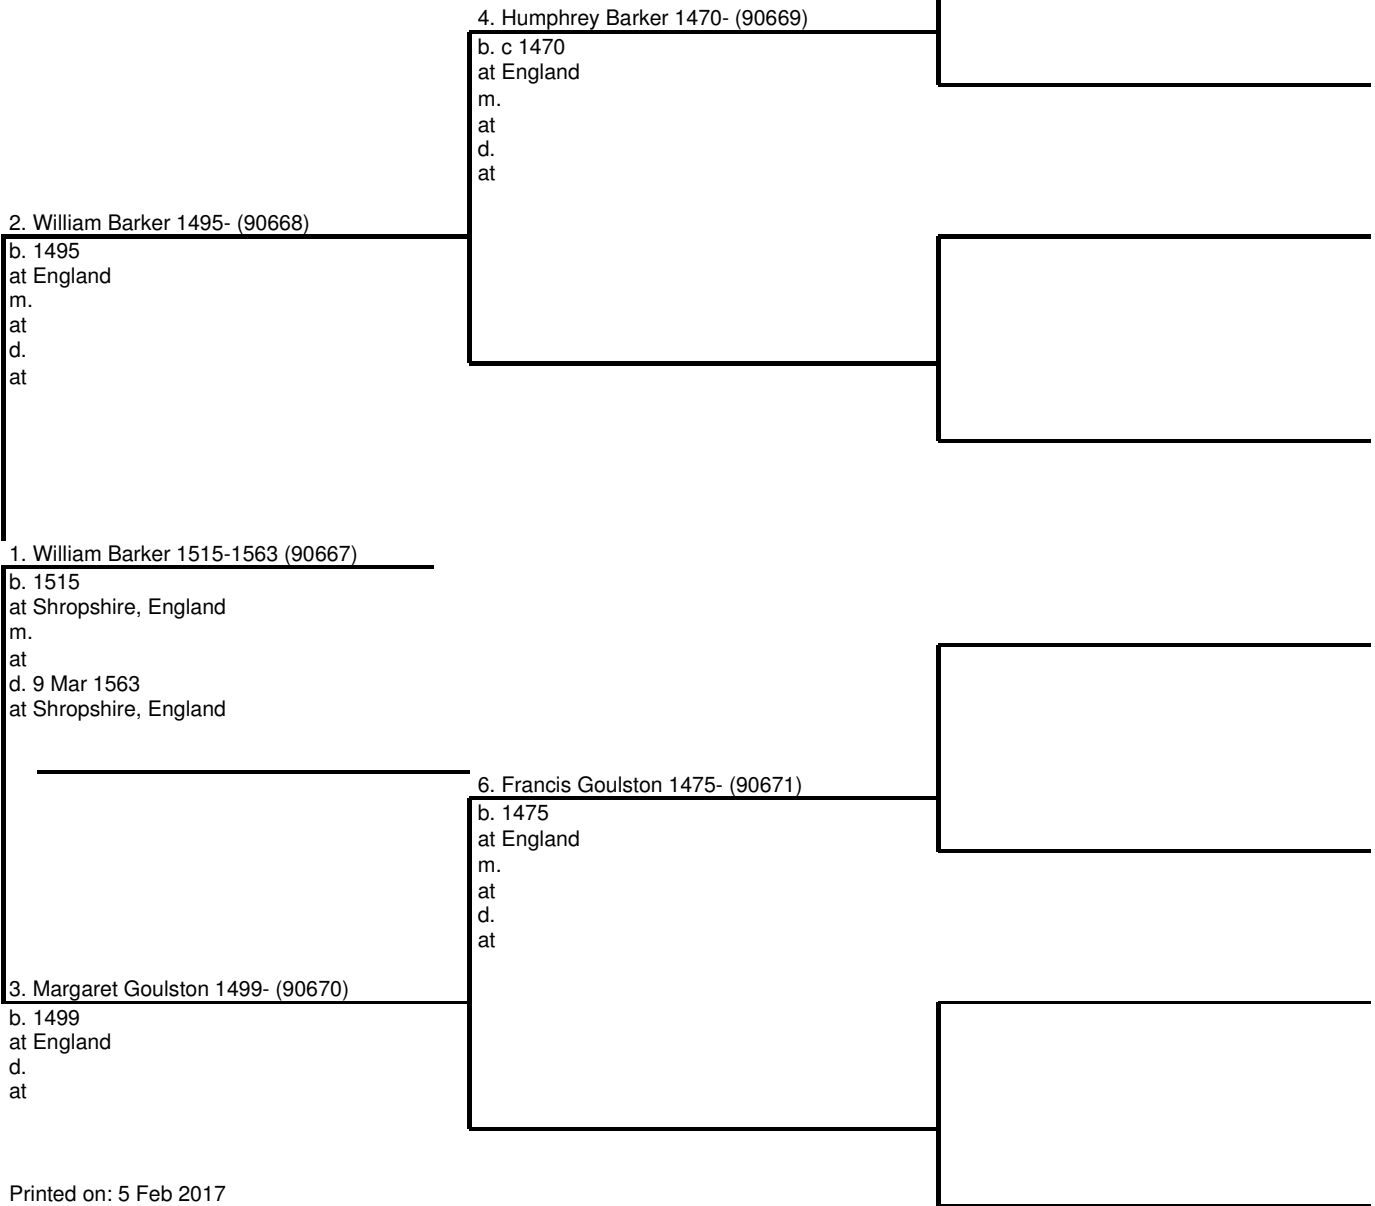 4. Humphrey Barker 1470- (90669)
b. c 1470
at England
m.
at
d.
at
2. William Barker 1495- (90668)
b. 1495
at England
m.
at
d.
at
1. William Barker 1515-1563 (90667)
b. 1515
at Shropshire, England
m.
at
d. 9 Mar 1563
at Shropshire, England
6. Francis Goulston 1475- (90671)
b. 1475
at England
m.
at
d.
at
3. Margaret Goulston 1499- (90670)
b. 1499
at England
d.
at
Printed on: 5 Feb 2017